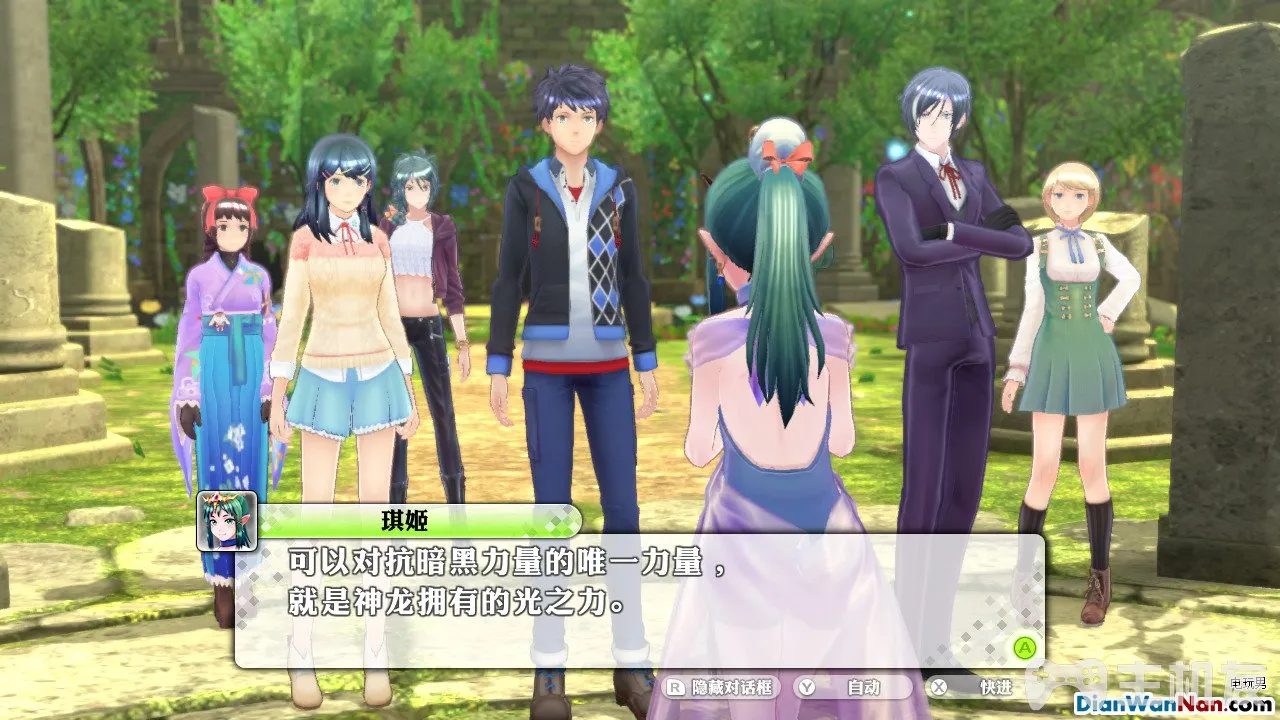 琪姬
可以对抗暗黑力量的唯一力量，
就是神龙拥有的光之力。
A
R 隐藏对话框 Y 自动 X 快进
电玩男
DianWanNan.com